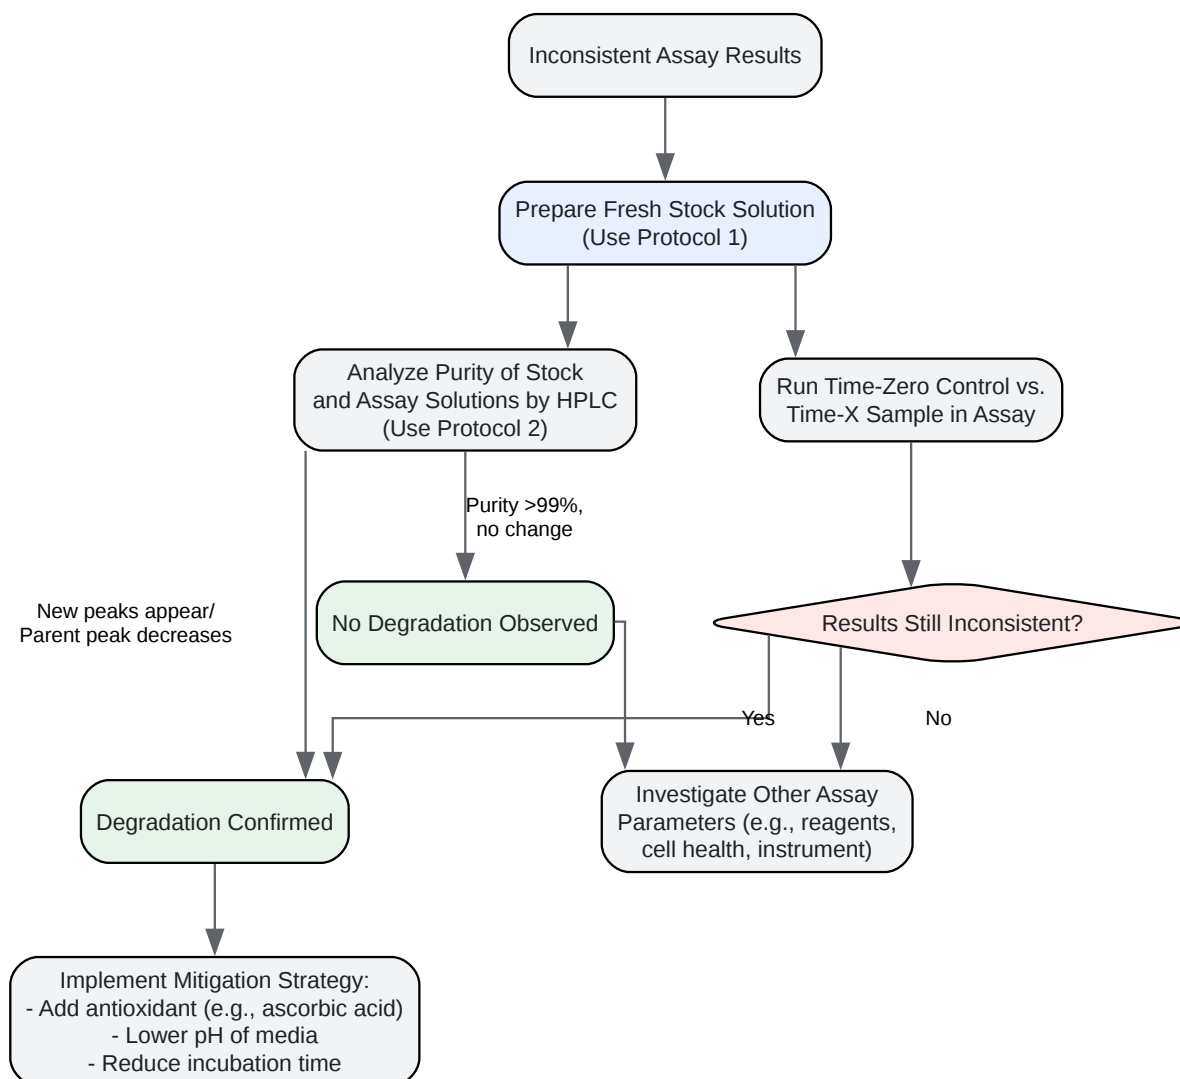 Inconsistent Assay Results
Prepare Fresh Stock Solution
(Use Protocol 1)
Analyze Purity of Stock
and Assay Solutions by HPLC
(Use Protocol 2)
Run Time-Zero Control vs.
Time-X Sample in Assay
Purity >99%,
no change
New peaks appear/
Parent peak decreases
No Degradation Observed
Results Still Inconsistent?
Yes
No
Degradation Confirmed
Investigate Other Assay
Parameters (e.g., reagents,
cell health, instrument)
Implement Mitigation Strategy:
- Add antioxidant (e.g., ascorbic acid)
- Lower pH of media
- Reduce incubation time